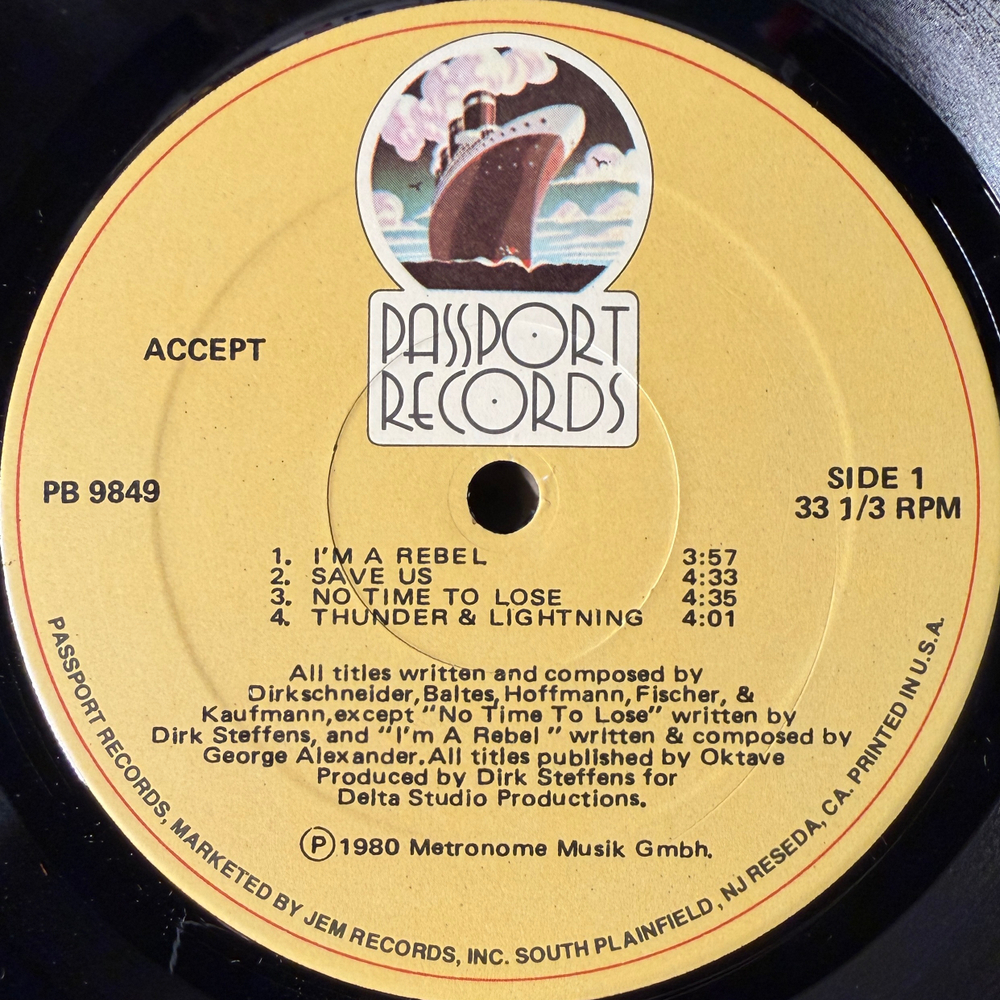 PASSPORT
RECORDS
ACCEPT
PB 9849
SIDE 1
33 1/3 RPM
1. I'M A REBEL 3:57
2. SAVE US 4:33
3. NO TIME TO LOSE 4:35
4. THUNDER & LIGHTNING 4:01
All titles written and composed by
Dirkschneider, Baltes, Hoffmann, Fischer, &
Kaufmann, except "No Time To Lose" written by
Dirk Steffens, and "I'm A Rebel " written & composed by
George Alexander. All titles published by Oktave
Produced by Dirk Steffens for
Delta Studio Productions.
Ⓟ 1980 Metronome Musik Gmbh.
PASSPORT RECORDS, MARKETED BY JEM RECORDS, INC. SOUTH PLAINFIELD, NJ RESEDA, CA. PRINTED IN U.S.A.